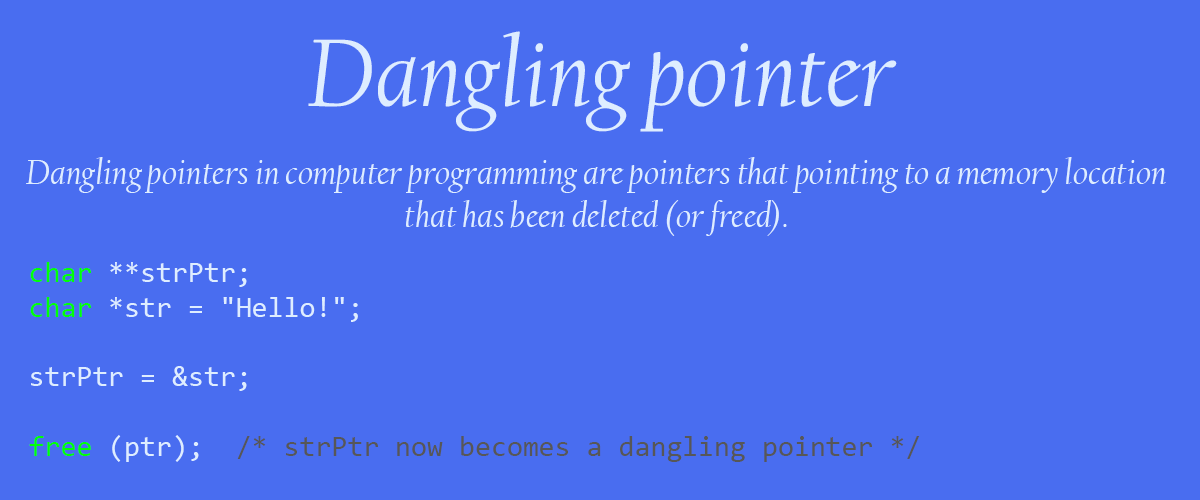 Dangling pointer
Dangling pointers in computer programming are pointers that pointing to a memory location
that has been deleted (or freed).
char **strPtr;
char *str = "Hello!";
strPtr = &str;
free (ptr);  /* strPtr now becomes a dangling pointer */